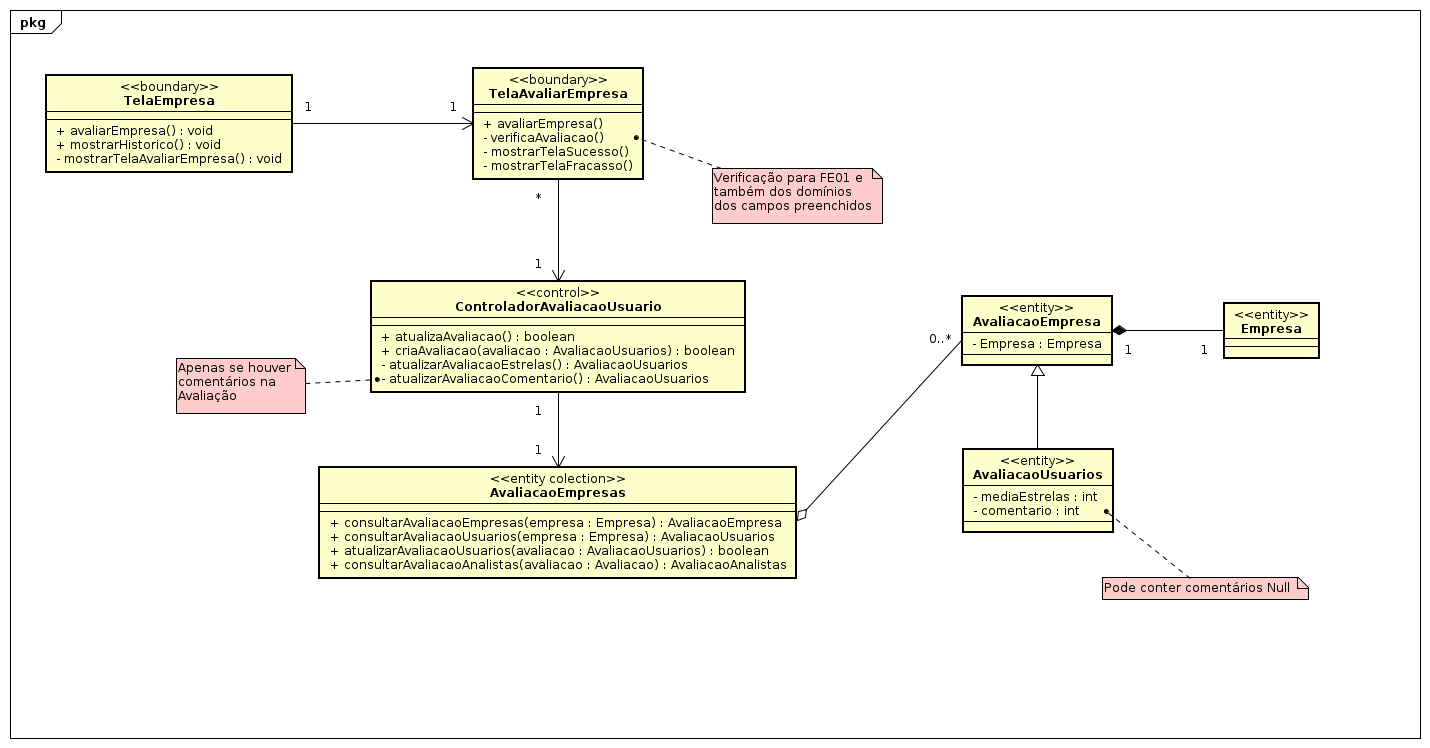 pkg
<<boundary>>
TelaEmpresa
+ avaliarEmpresa() : void
+ mostrarHistorico() : void
- mostrarTelaAvaliarEmpresa() : void
1
1
<<boundary>>
TelaAvaliarEmpresa
+ avaliarEmpresa()
- verificaAvaliacao()
- mostrarTelaSucesso()
- mostrarTelaFracasso()
Verificação para FE01 e
também dos domínios
dos campos preenchidos
*
1
<<control>>
ControladorAvaliacaoUsuario
+ atualizaAvaliacao() : boolean
+ criaAvaliacao(avaliacao : AvaliacaoUsuarios) : boolean
- atualizarAvaliacaoEstrelas() : AvaliacaoUsuarios
- atualizarAvaliacaoComentario() : AvaliacaoUsuarios
Apenas se houver
comentários na
Avaliação
1
1
<<entity colection>>
AvaliacaoEmpresas
+ consultarAvaliacaoEmpresas(empresa : Empresa) : AvaliacaoEmpresa
+ consultarAvaliacaoUsuarios(empresa : Empresa) : AvaliacaoUsuarios
+ atualizarAvaliacaoUsuarios(avaliacao : AvaliacaoUsuarios) : boolean
+ consultarAvaliacaoAnalistas(avaliacao : Avaliacao) : AvaliacaoAnalistas
0..*
<<entity>>
AvaliacaoEmpresa
- Empresa : Empresa
1
1
<<entity>>
Empresa
<<entity>>
AvaliacaoUsuarios
- mediaEstrelas : int
- comentario : int
Pode conter comentários Null